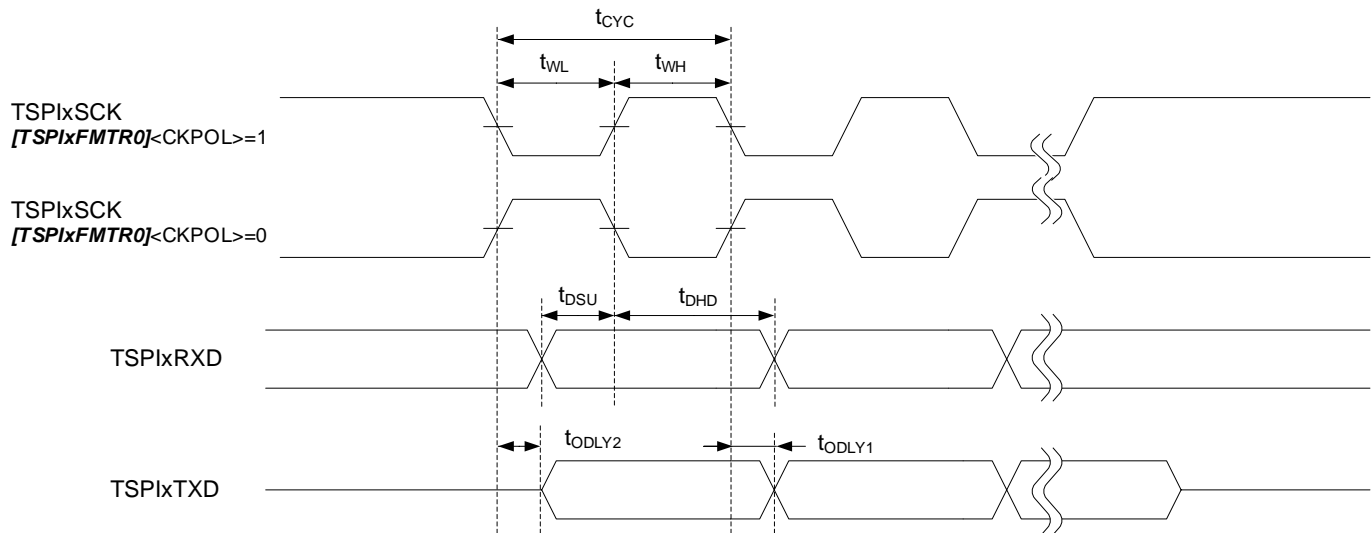 tCYC
tWL
tWH
TSPIxSCK
[TSPIxFMTR0]<CKPOL>=1
TSPIxSCK
[TSPIxFMTR0]<CKPOL>=0
tDSU
tDHD
TSPIxRXD
tODLY2
tODLY1
TSPIxTXD